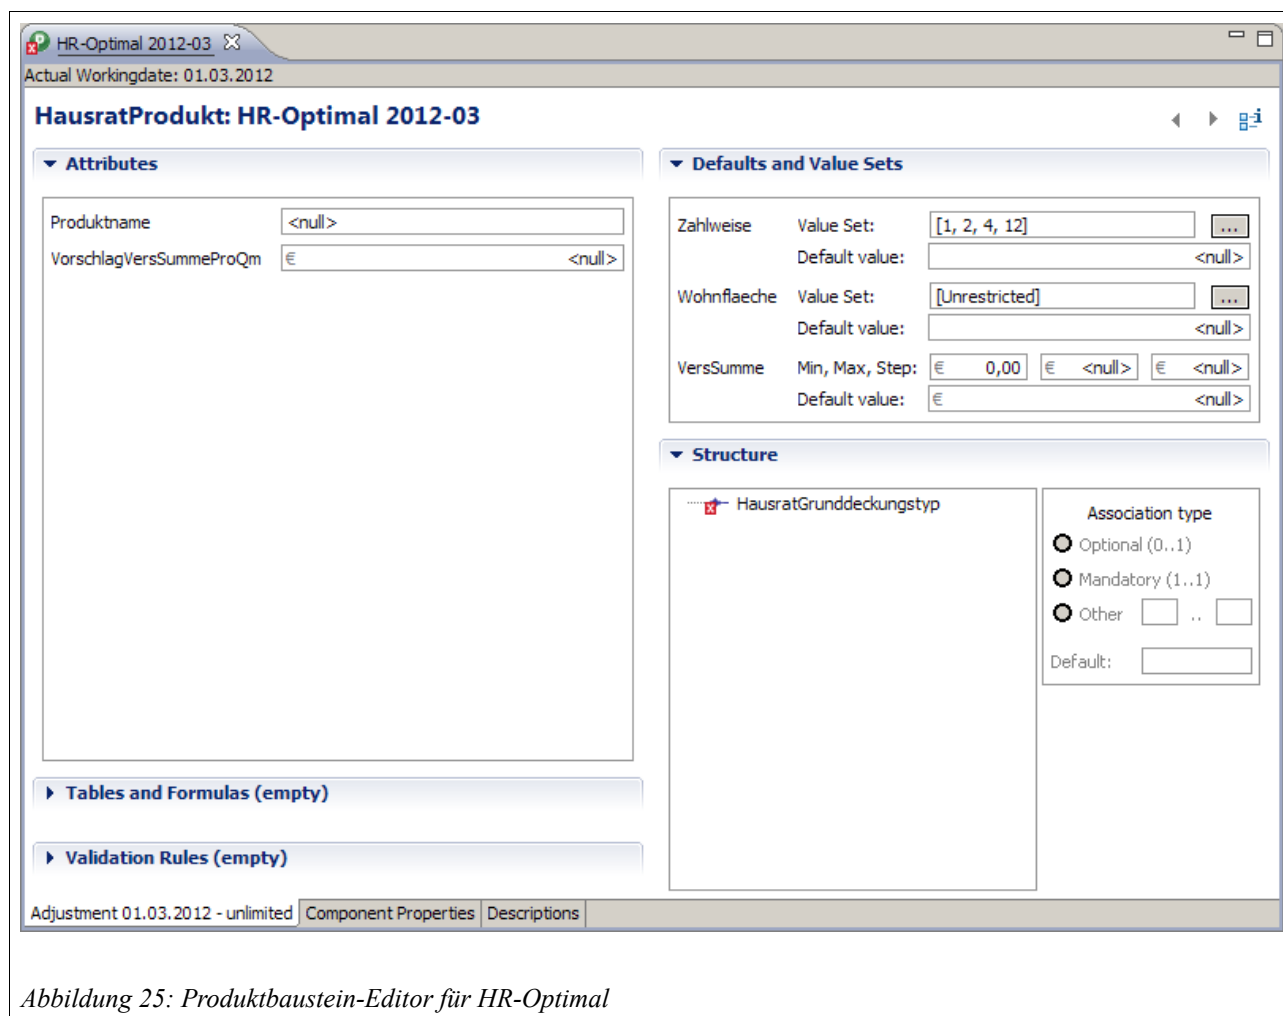 HR-Optimal 2012-03
Actual Workingdate: 01.03.2012
HausratProdukt: HR-Optimal 2012-03
Attributes
Produktname <null>
VorschlagVersSummeProQm € <null>
Tables and Formulas (empty)
Validation Rules (empty)
Defaults and Value Sets
Zahlweise Value Set: [1, 2, 4, 12] ...
Default value: <null>
Wohnflaeche Value Set: [Unrestricted] ...
Default value: <null>
VersSumme Min, Max, Step: € 0,00 € <null> € <null>
Default value: € <null>
Structure
HausratGrunddeckungstyp
Association type
Optional (0..1)
Mandatory (1..1)
Other ..
Default:
Adjustment 01.03.2012 - unlimited Component Properties Descriptions
Abbildung 25: Produktbaustein-Editor für HR-Optimal